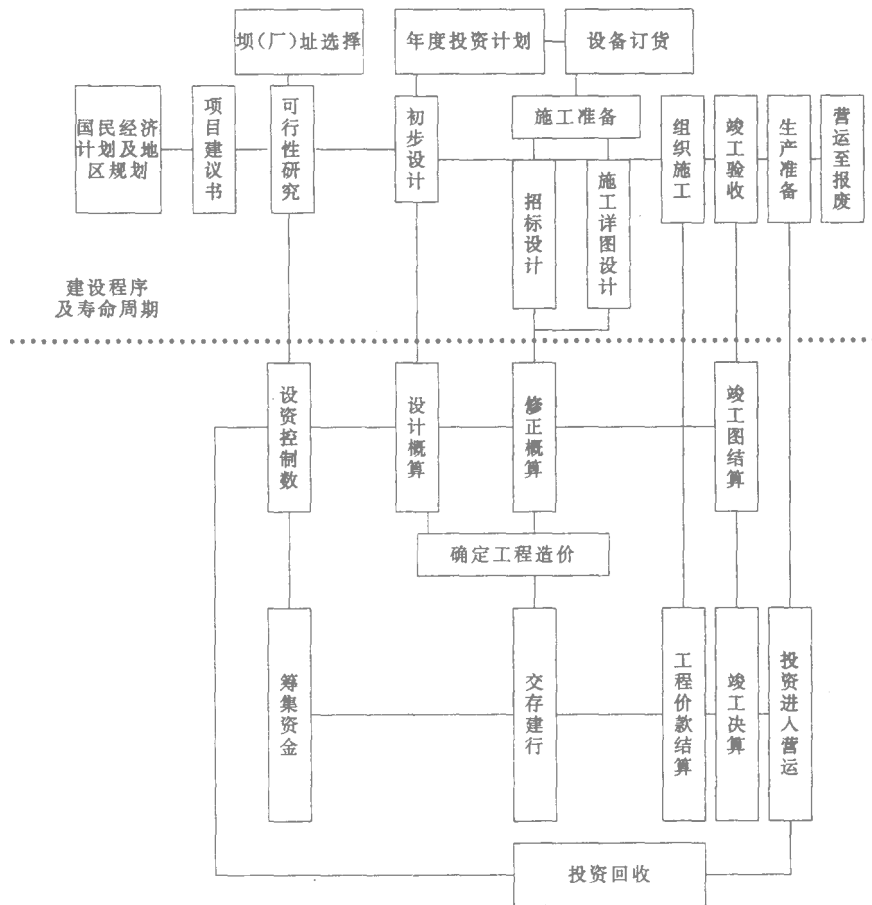 坝(厂)址选择
年度投资计划
设备订货
国民经济
计划及地
区规划
项目建议书
可行性研究
初步设计
施工准备
招标设计
施工详图设计
组织施工
竣工验收
生产准备
营运至报废
建设程序
及寿命周期
设资控制数
设计概算
修正概算
竣工图结算
确定工程造价
筹集资金
交存建行
工程价款结算
竣工决算
投资进人营运
投资回收